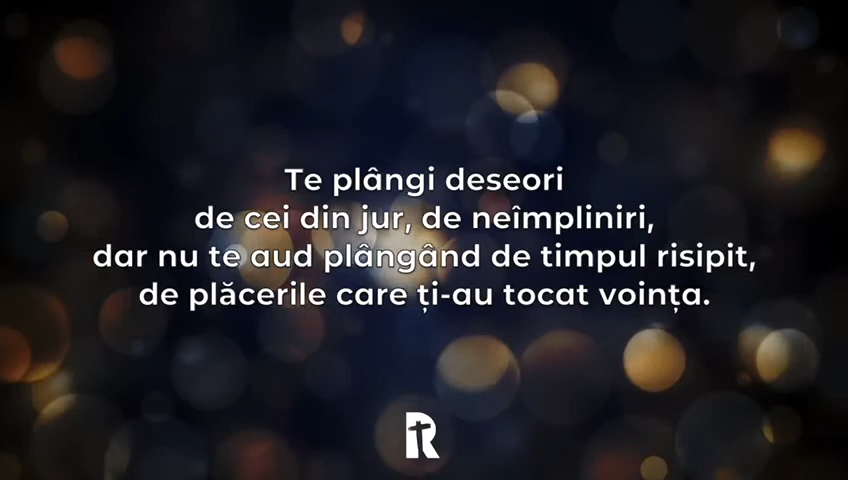 Te plângi deseori
de cei din jur, de neîmpliniri,
dar nu te aud plângând de timpul risipit,
de plăcerile care ți-au tocat voința.
R